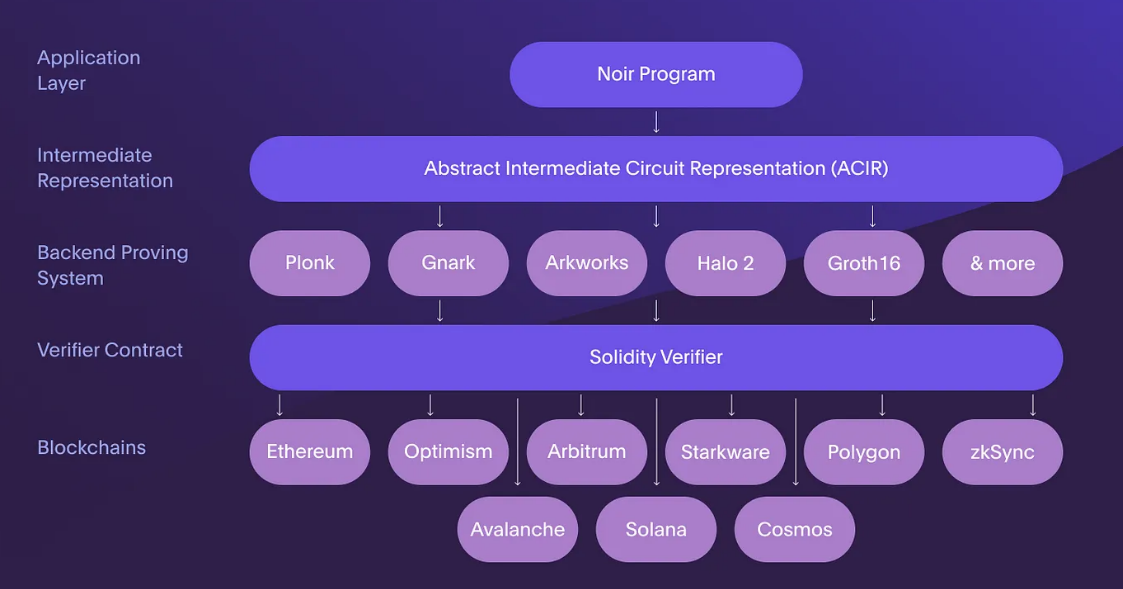 Application
Layer
Noir Program
Intermediate
Representation
Abstract Intermediate Circuit Representation (ACIR)
Backend Proving
System
Plonk
Gnark
Arkworks
Halo 2
Groth16
& more
Verifier Contract
Solidity Verifier
Blockchains
Ethereum
Optimism
Arbitrum
Starkware
Polygon
zkSync
Avalanche
Solana
Cosmos